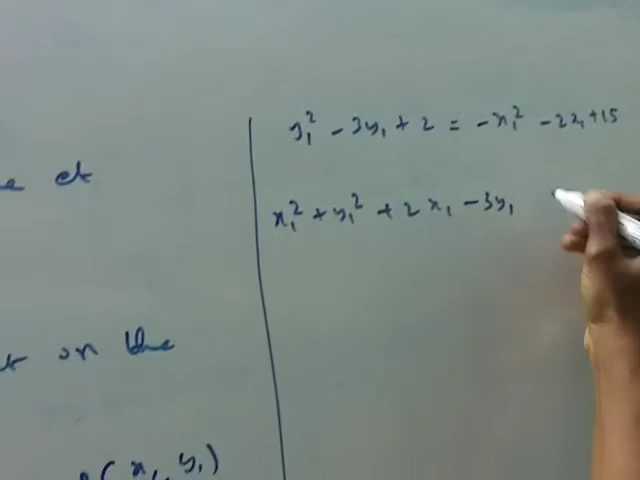 e at
on the
(x₁, y₁)
y₁² - 3y₁ + 2 = -x₁² - 2x₁ + 15
x₁² + y₁² + 2x₁ - 3y₁